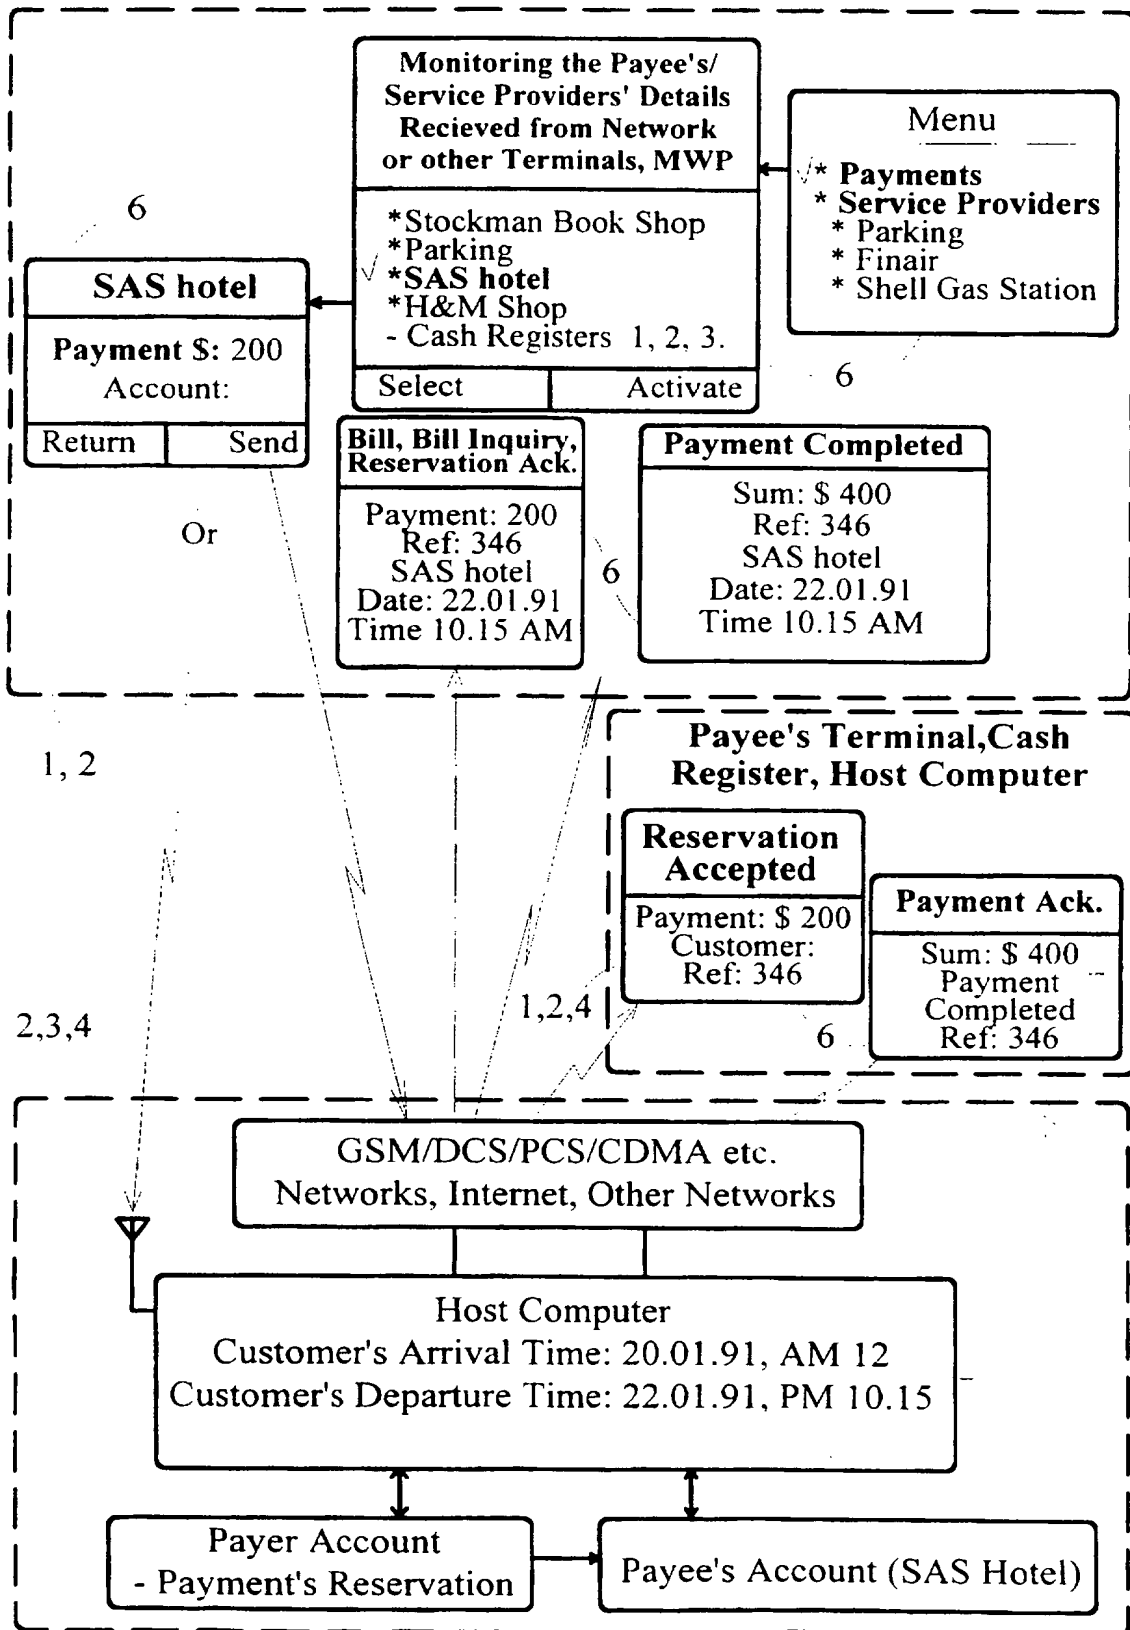 Monitoring the Payee's/
Service Providers' Details
Recieved from Network
or other Terminals, MWP
*Stockman Book Shop
*Parking
*SAS hotel
*H&M Shop
- Cash Registers 1, 2, 3.
Select Activate
Menu
* Payments
* Service Providers
* Parking
* Finair
* Shell Gas Station
6
6
SAS hotel
Payment $: 200
Account:
Return Send
Or
Bill, Bill Inquiry,
Reservation Ack.
Payment: 200
Ref: 346
SAS hotel
Date: 22.01.91
Time 10.15 AM
6
Payment Completed
Sum: $ 400
Ref: 346
SAS hotel
Date: 22.01.91
Time 10.15 AM
1, 2
Payee's Terminal,Cash
Register, Host Computer
Reservation
Accepted
Payment: $ 200
Customer:
Ref: 346
Payment Ack.
Sum: $ 400
Payment
Completed
Ref: 346
1,2,4
6
2,3,4
GSM/DCS/PCS/CDMA etc.
Networks, Internet, Other Networks
Host Computer
Customer's Arrival Time: 20.01.91, AM 12
Customer's Departure Time: 22.01.91, PM 10.15
Payer Account
- Payment's Reservation
Payee's Account (SAS Hotel)